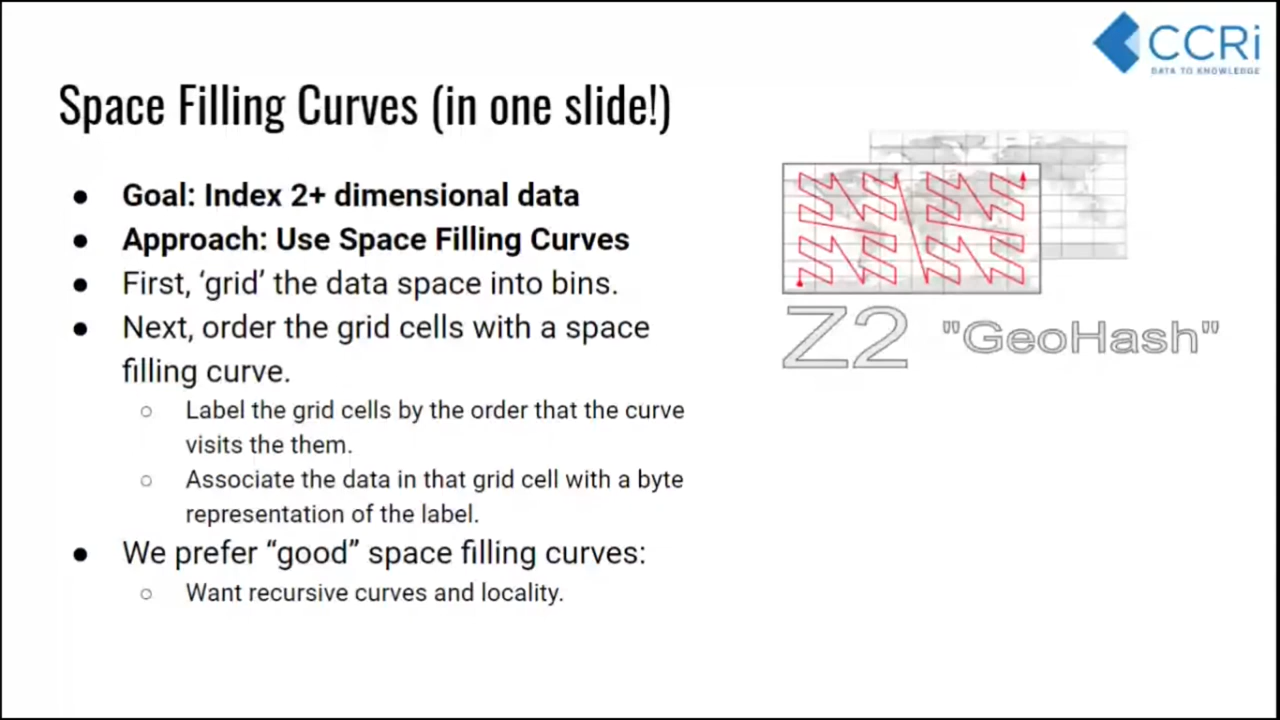 CCRi
DATA TO KNOWLEDGE
Space Filling Curves (in one slide!)
● Goal: Index 2+ dimensional data
● Approach: Use Space Filling Curves
● First, ‘grid’ the data space into bins.
● Next, order the grid cells with a space
filling curve.
○ Label the grid cells by the order that the curve
visits the them.
○ Associate the data in that grid cell with a byte
representation of the label.
● We prefer “good” space filling curves:
○ Want recursive curves and locality.
Z2 "GeoHash"